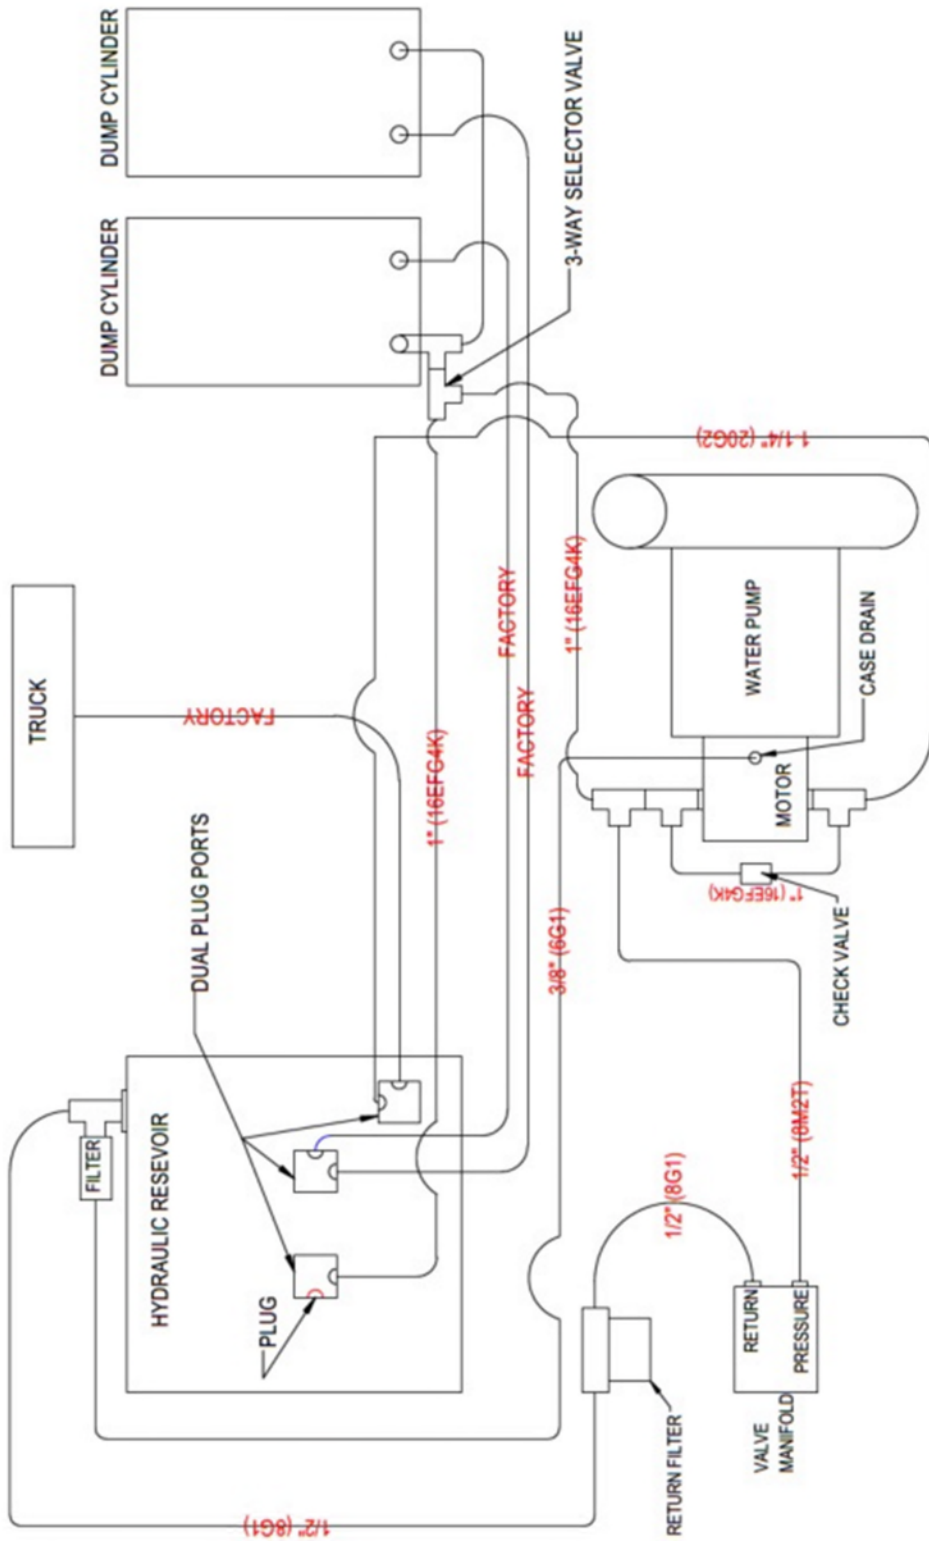 DUMP CYLINDER
DUMP CYLINDER
3-WAY SELECTOR VALVE
TRUCK
FACTORY
1-1/4" (20G2)
FACTORY
FACTORY
1" (16EFG4K)
1" (16EFG4K)
WATER PUMP
CASE DRAIN
MOTOR
DUAL PLUG PORTS
1" (16EFG4K)
CHECK VALVE
3/8" (6G1)
FILTER
HYDRAULIC RESEVOIR
PLUG
1/2" (8M2T)
1/2" (8G1)
RETURN
PRESSURE
VALVE
MANIFOLD
RETURN FILTER
1/2" (8G1)